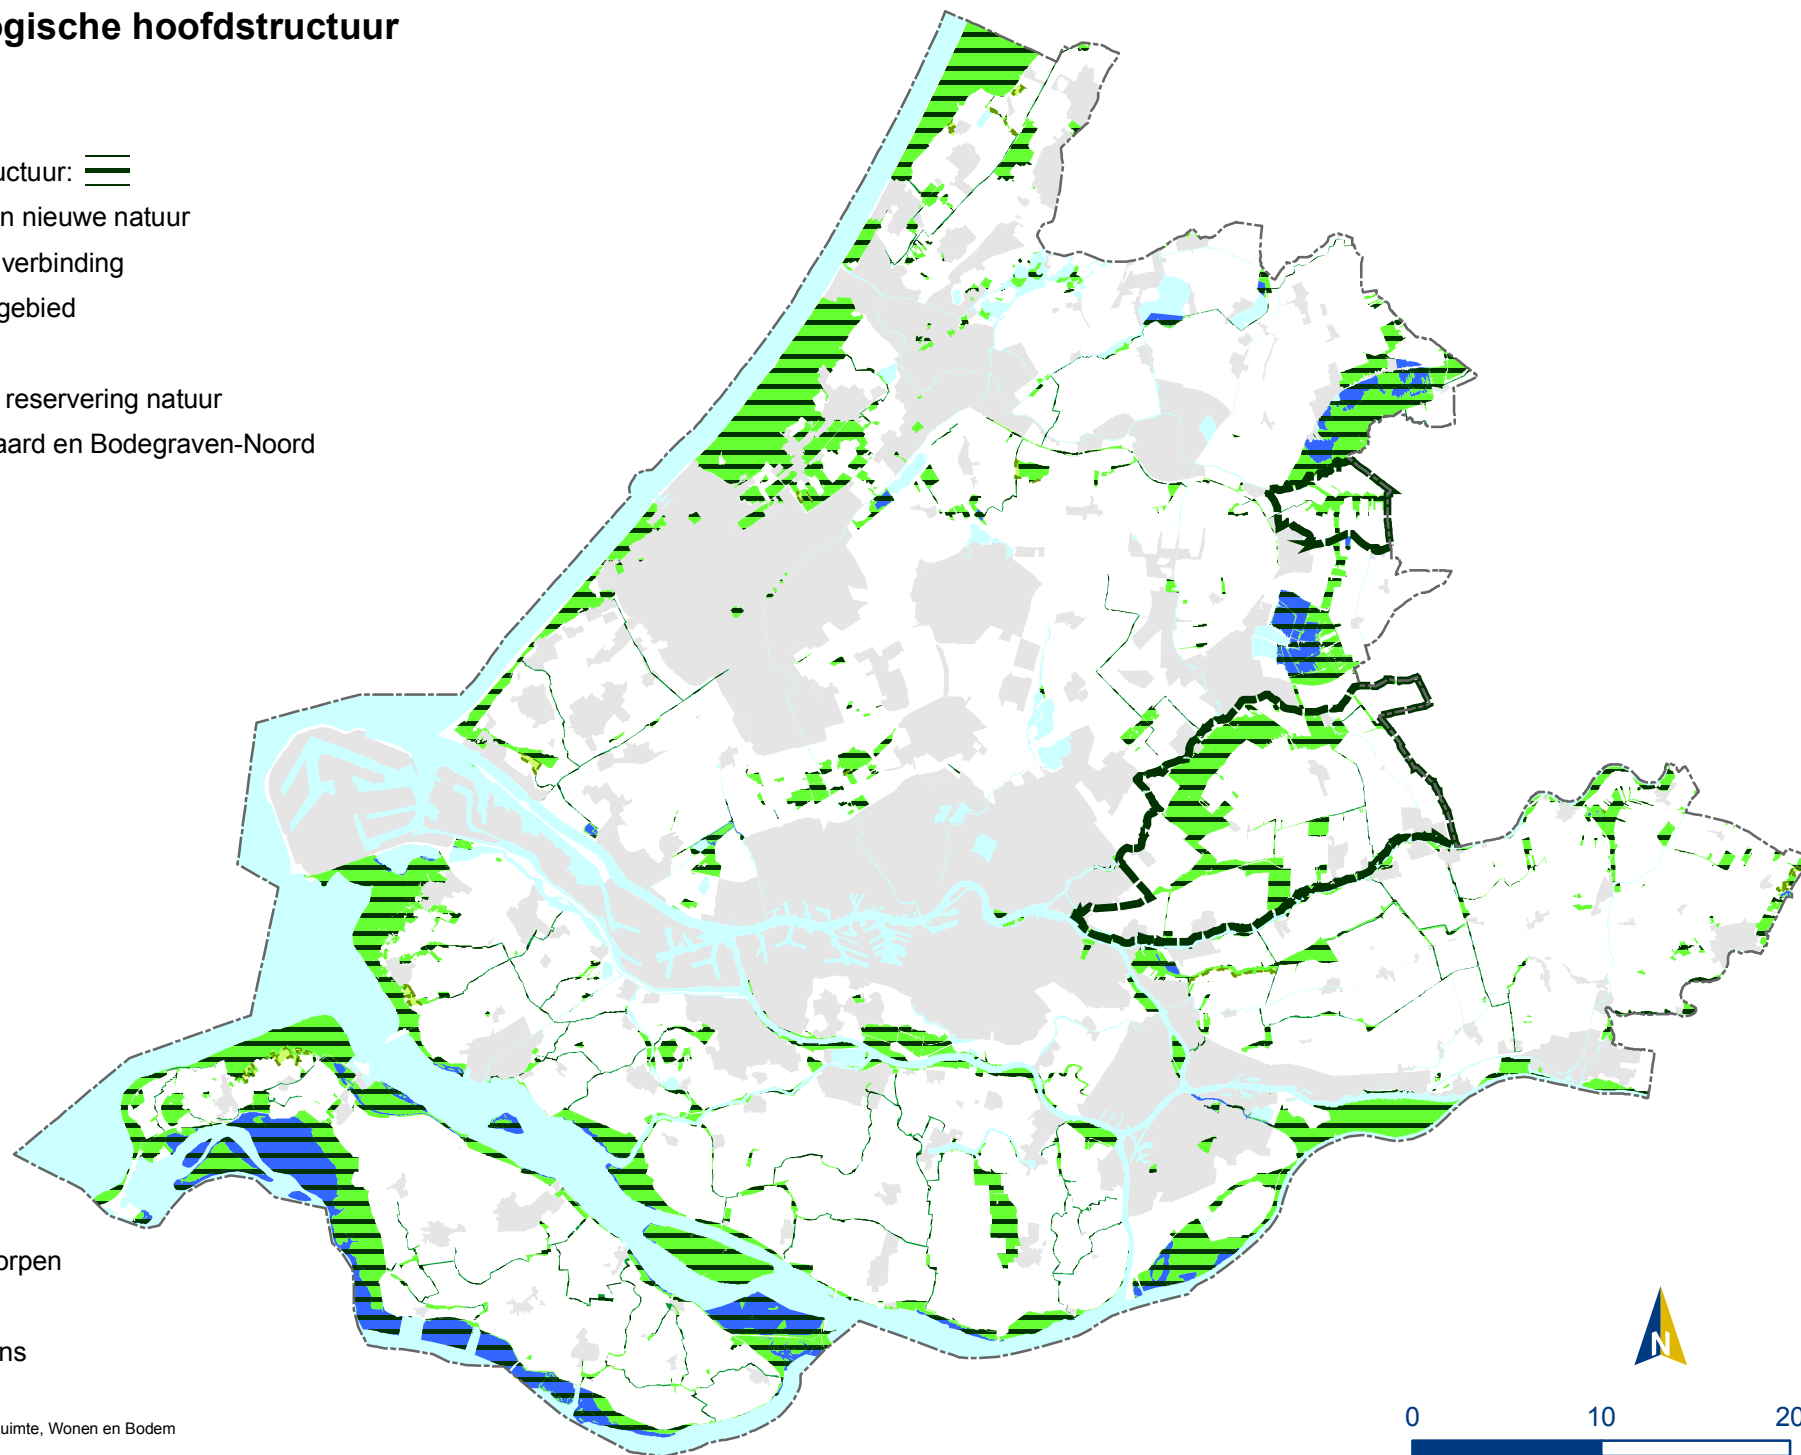 ogische hoofdstructuur
uctuur:
n nieuwe natuur
verbinding
gebied
reservering natuur
aard en Bodegraven-Noord
orpen
ns
uimte, Wonen en Bodem
N
0 10 20